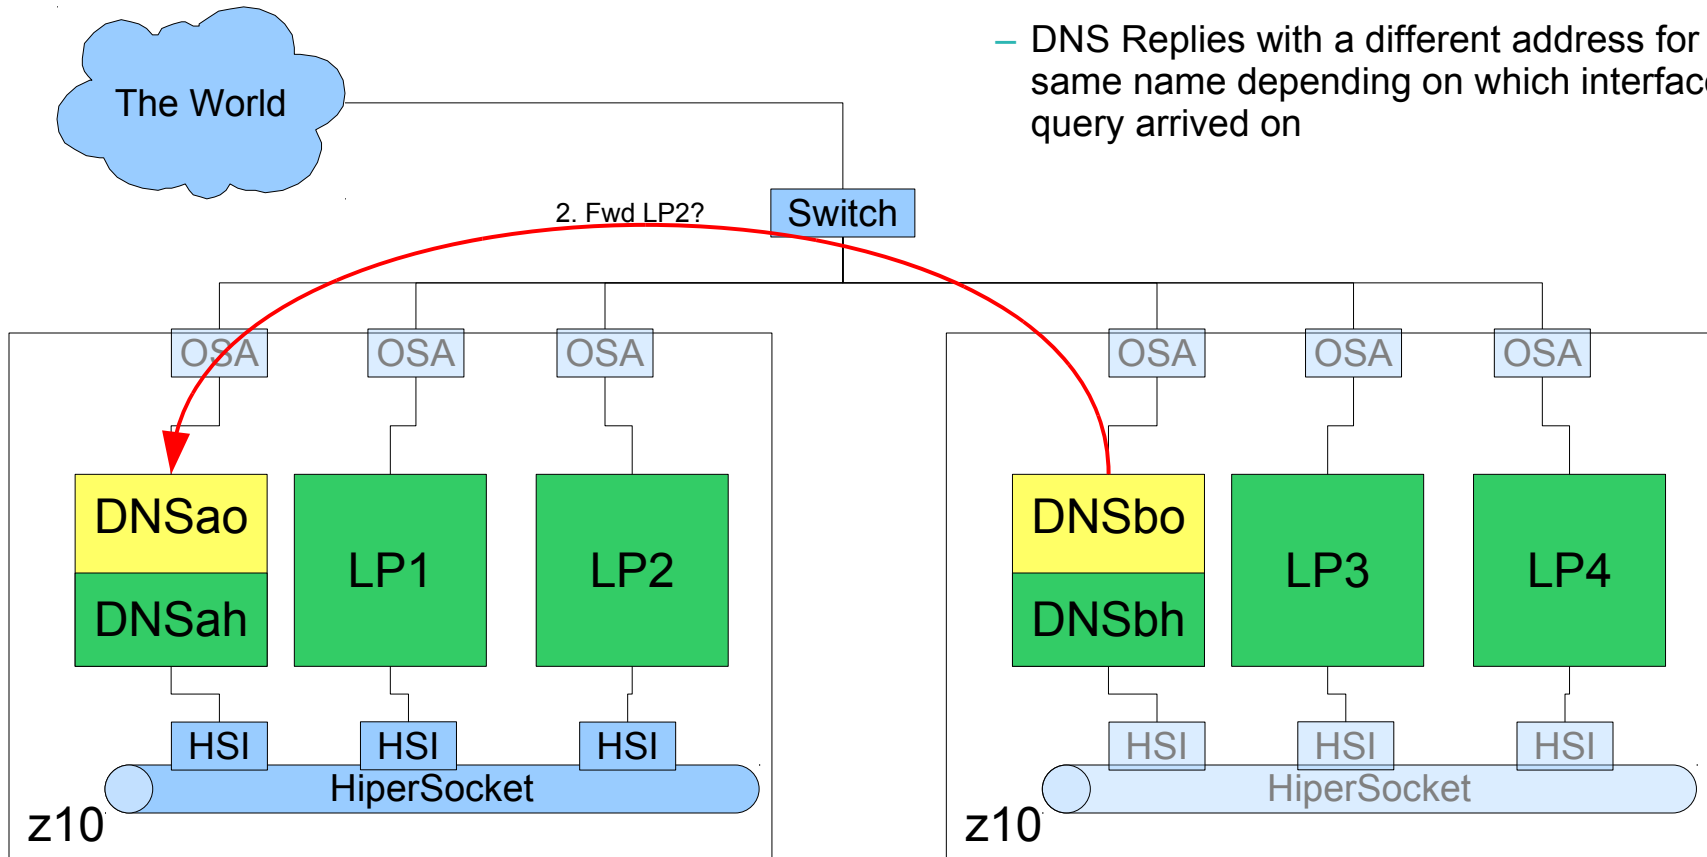 – DNS Replies with a different address for
same name depending on which interface
query arrived on
The World
2. Fwd LP2?
Switch
OSA
OSA
OSA
OSA
OSA
OSA
DNSao
DNSah
LP1
LP2
DNSbo
DNSbh
LP3
LP4
HSI
HSI
HSI
HSI
HSI
HSI
HiperSocket
HiperSocket
z10
z10